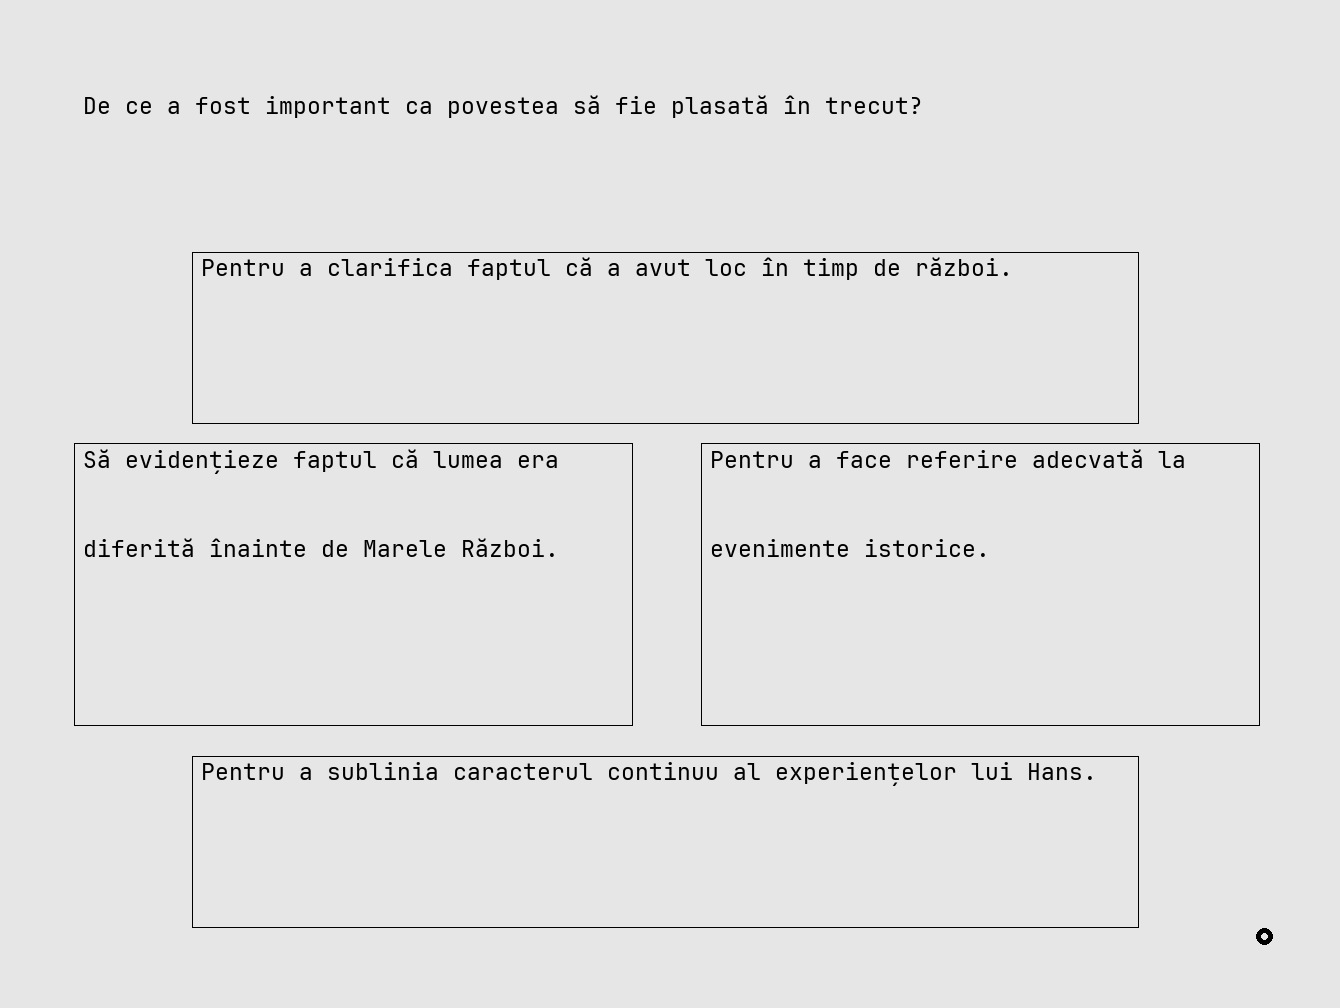 De ce a fost important ca povestea să fie plasată în trecut?
Pentru a clarifica faptul că a avut loc în timp de război.
Să evidențieze faptul că lumea era
diferită înainte de Marele Război.
Pentru a face referire adecvată la
evenimente istorice.
Pentru a sublinia caracterul continuu al experiențelor lui Hans.